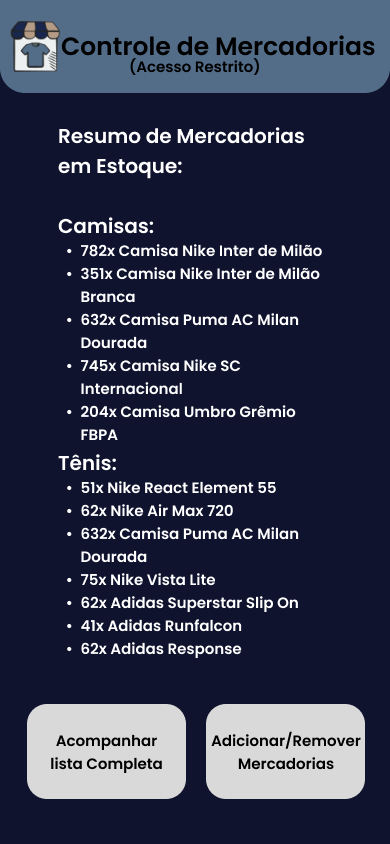 Controle de Mercadorias
(Acesso Restrito)
Resumo de Mercadorias
em Estoque:
Camisas:
• 782x Camisa Nike Inter de Milão
• 351x Camisa Nike Inter de Milão
Branca
• 632x Camisa Puma AC Milan
Dourada
• 745x Camisa Nike SC
Internacional
• 204x Camisa Umbro Grêmio
FBPA
Tênis:
• 51x Nike React Element 55
• 62x Nike Air Max 720
• 632x Camisa Puma AC Milan
Dourada
• 75x Nike Vista Lite
• 62x Adidas Superstar Slip On
• 41x Adidas Runfalcon
• 62x Adidas Response
Acompanhar
lista Completa
Adicionar/Remover
Mercadorias